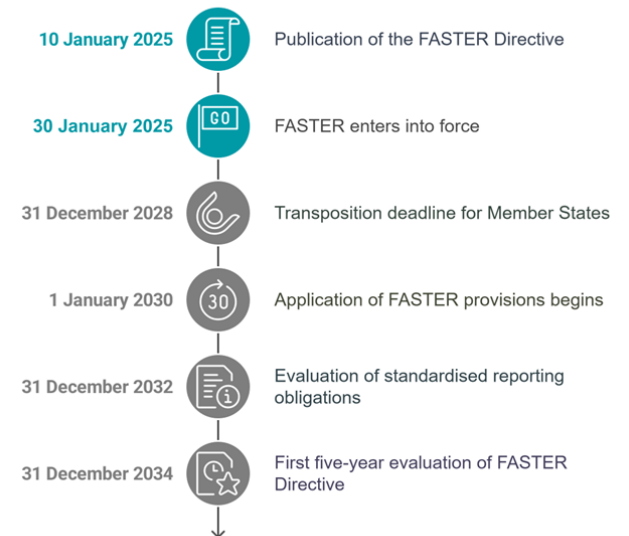 10 January 2025
Publication of the FASTER Directive
30 January 2025
GO
FASTER enters into force
31 December 2028
Transposition deadline for Member States
1 January 2030
30
Application of FASTER provisions begins
31 December 2032
i
Evaluation of standardised reporting
obligations
31 December 2034
First five-year evaluation of FASTER
Directive